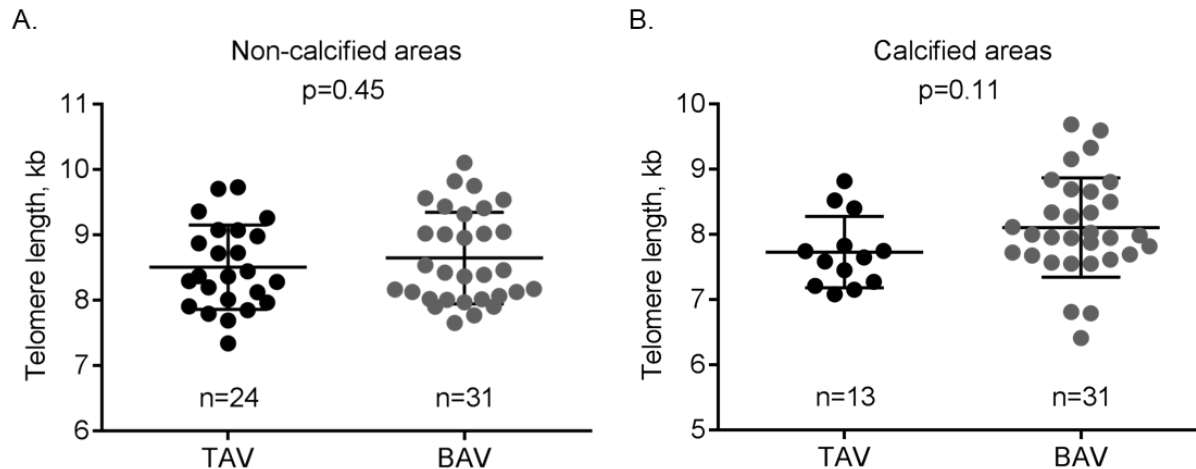 A.
Non-calcified areas
p=0.45
Telomere length, kb
11
10
9
8
7
6
n=24
n=31
TAV
BAV
B.
Calcified areas
p=0.11
Telomere length, kb
10
9
8
7
6
5
n=13
n=31
TAV
BAV